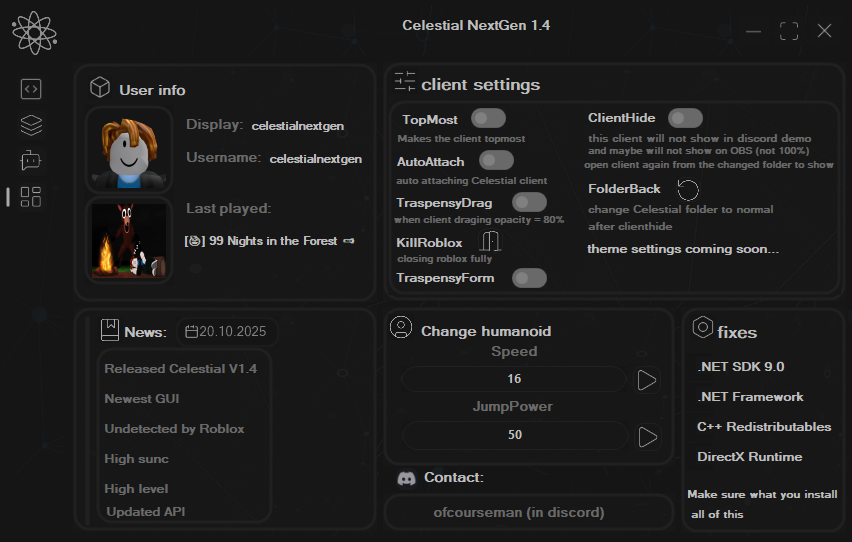 Celestial NextGen 1.4
User info
Display: celestialnextgen
Username: celestialnextgen
Last played:
99 Nights in the Forest
client settings
TopMost
Makes the client topmost
AutoAttach
auto attaching Celestial client
TraspensyDrag
when client draging opacity = 80%
KillRoblox
closing roblox fully
TraspensyForm
ClientHide
this client will not show in discord demo
and maybe will not show on OBS (not 100%)
open client again from the changed folder to show
FolderBack
change Celestial folder to normal
after clienthide
theme settings coming soon...
News: 20.10.2025
Released Celestial V1.4
Newest GUI
Undetected by Roblox
High sunc
High level
Updated API
Change humanoid
Speed
16
JumpPower
50
Contact:
ofcourseman (in discord)
fixes
.NET SDK 9.0
.NET Framework
C++ Redistributables
DirectX Runtime
Make sure what you install
all of this